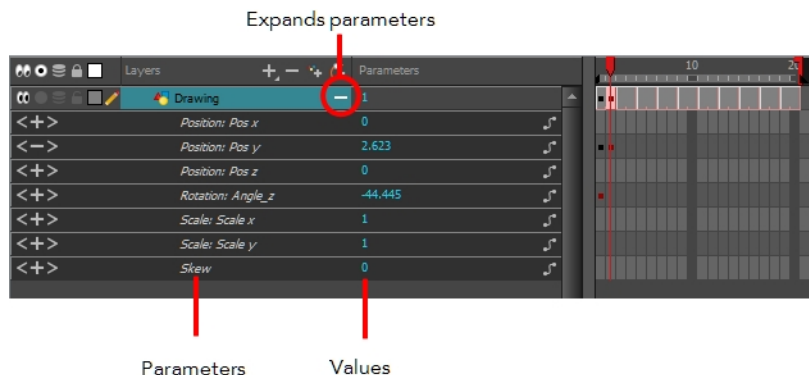 Expands parameters
Layers Parameters 10 20
Drawing 1
<+> Position: Pos x 0
<-> Position: Pos y 2.623
<+> Position: Pos z 0
<+> Rotation: Angle_z -44.445
<+> Scale: Scale x 1
<+> Scale: Scale y 1
<+> Skew 0
Parameters Values